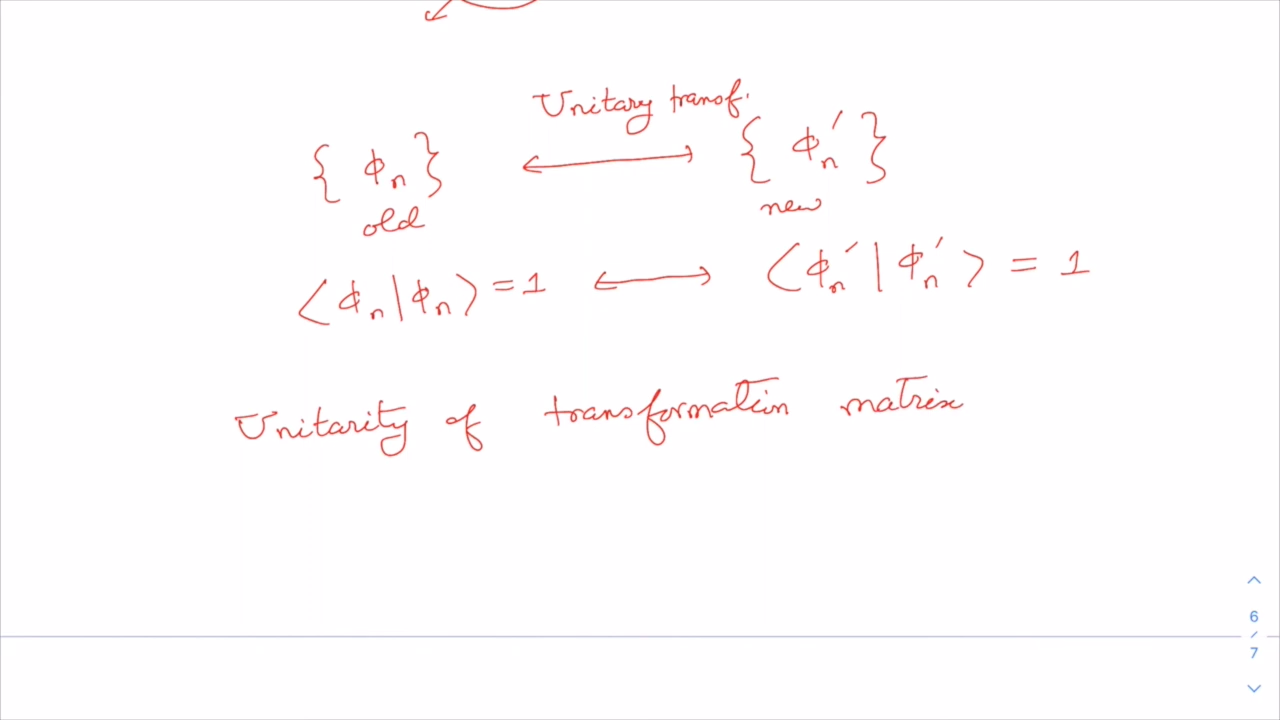 Unitary transf.
{ ϕn } ⟷ { ϕn′ }
old new
⟨ϕn|ϕn⟩ = 1 ⟷ ⟨ϕn′|ϕn′⟩ = 1
Unitarity of transformation matrix
6
/
7